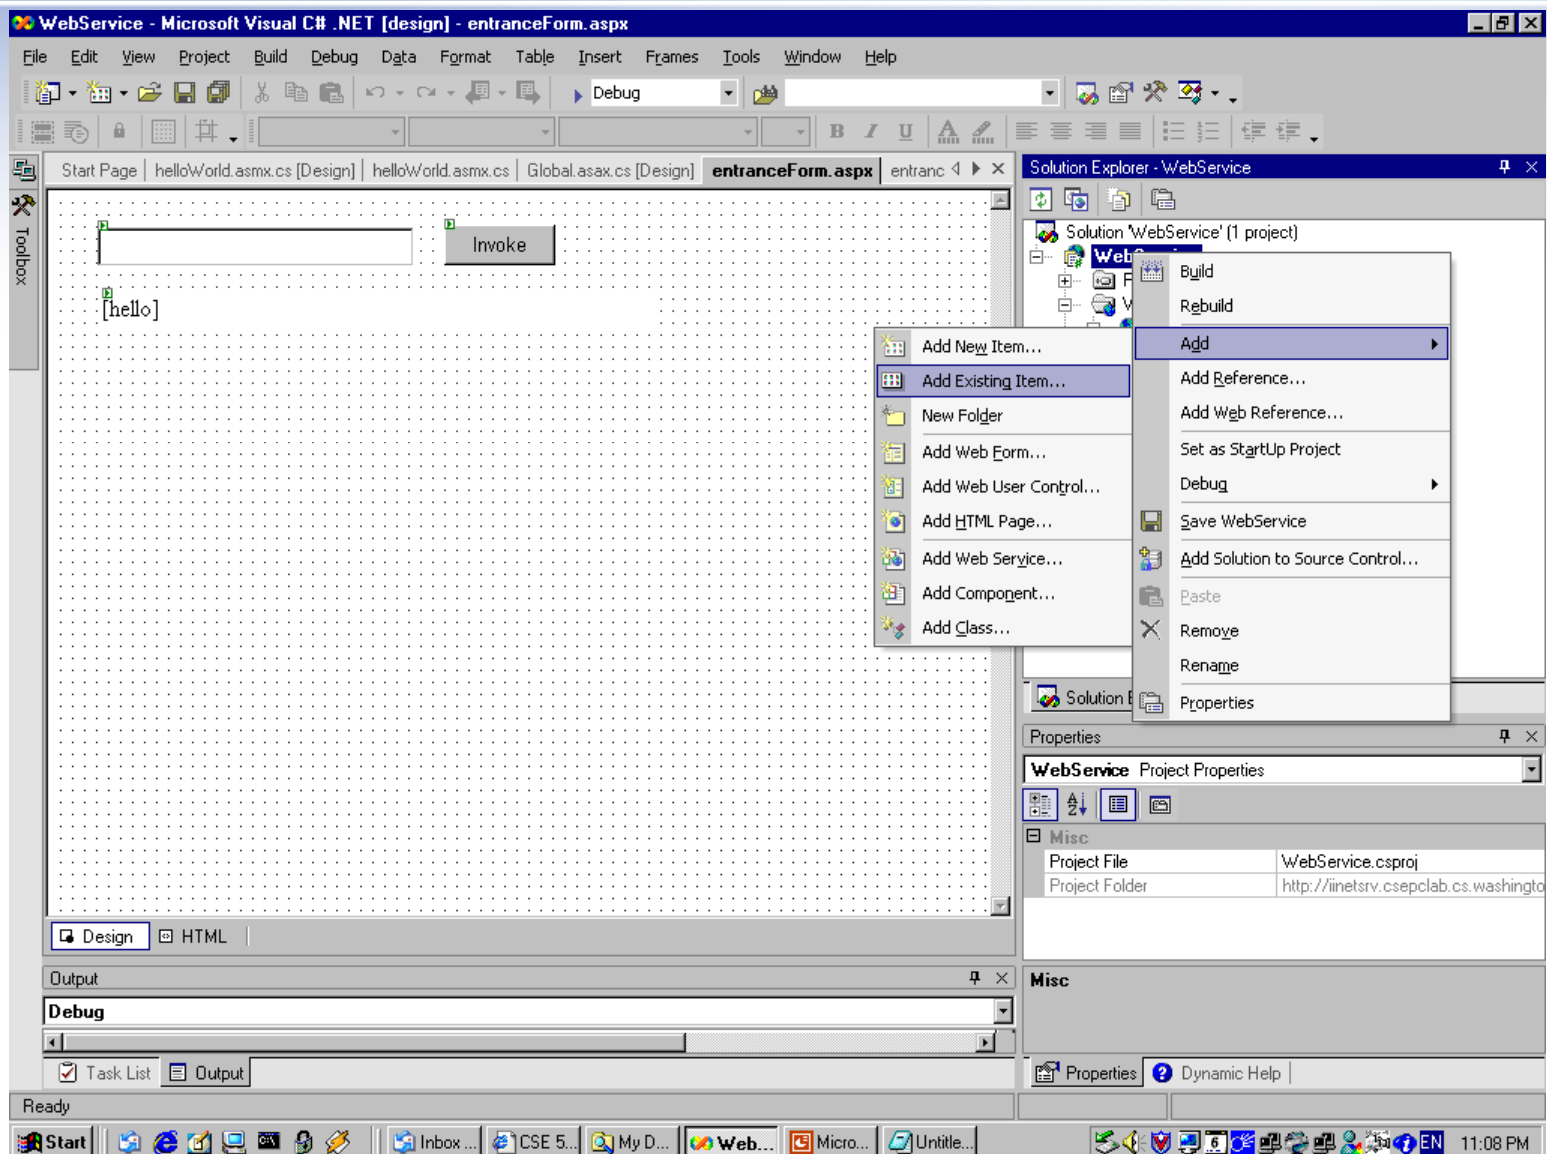 WebService - Microsoft Visual C# .NET [design] - entranceForm.aspx
File Edit View Project Build Debug Data Format Table Insert Frames Tools Window Help
Debug
B I U A
Start Page helloWorld.asmx.cs [Design] helloWorld.asmx.cs Global.asax.cs [Design] entranceForm.aspx entranc
Toolbox
Invoke
[hello]
Solution Explorer - WebService
Solution 'WebService' (1 project)
Build
Rebuild
Add
Add Reference...
Add Web Reference...
Set as StartUp Project
Debug
Save WebService
Add Solution to Source Control...
Paste
Remove
Rename
Properties
Add New Item...
Add Existing Item...
New Folder
Add Web Form...
Add Web User Control...
Add HTML Page...
Add Web Service...
Add Component...
Add Class...
Solution E
Properties
WebService Project Properties
Misc
Project File WebService.csproj
Project Folder http://iinetsrv.csepclab.cs.washingto
Misc
Design HTML
Output
Debug
Task List Output
Properties Dynamic Help
Ready
Start Inbox ... CSE 5... My D... Web... Micro... Untitle... EN 11:08 PM